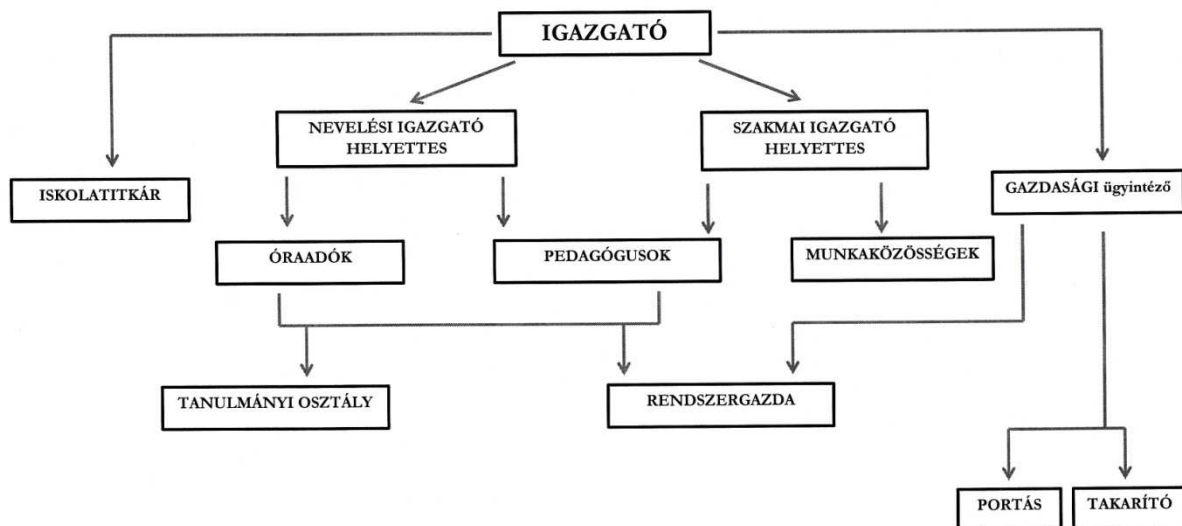 IGAZGATÓ
NEVELÉSI IGAZGATÓ
HELYETTES
SZAKMAI IGAZGATÓ
HELYETTES
ISKOLATITKÁR
GAZDASÁGI ügyintéző
ÓRAADÓK
PEDAGÓGUSOK
MUNKAKÖZÖSSÉGEK
TANULMÁNYI OSZTÁLY
RENDSZERGAZDA
PORTÁS
TAKARÍTÓ